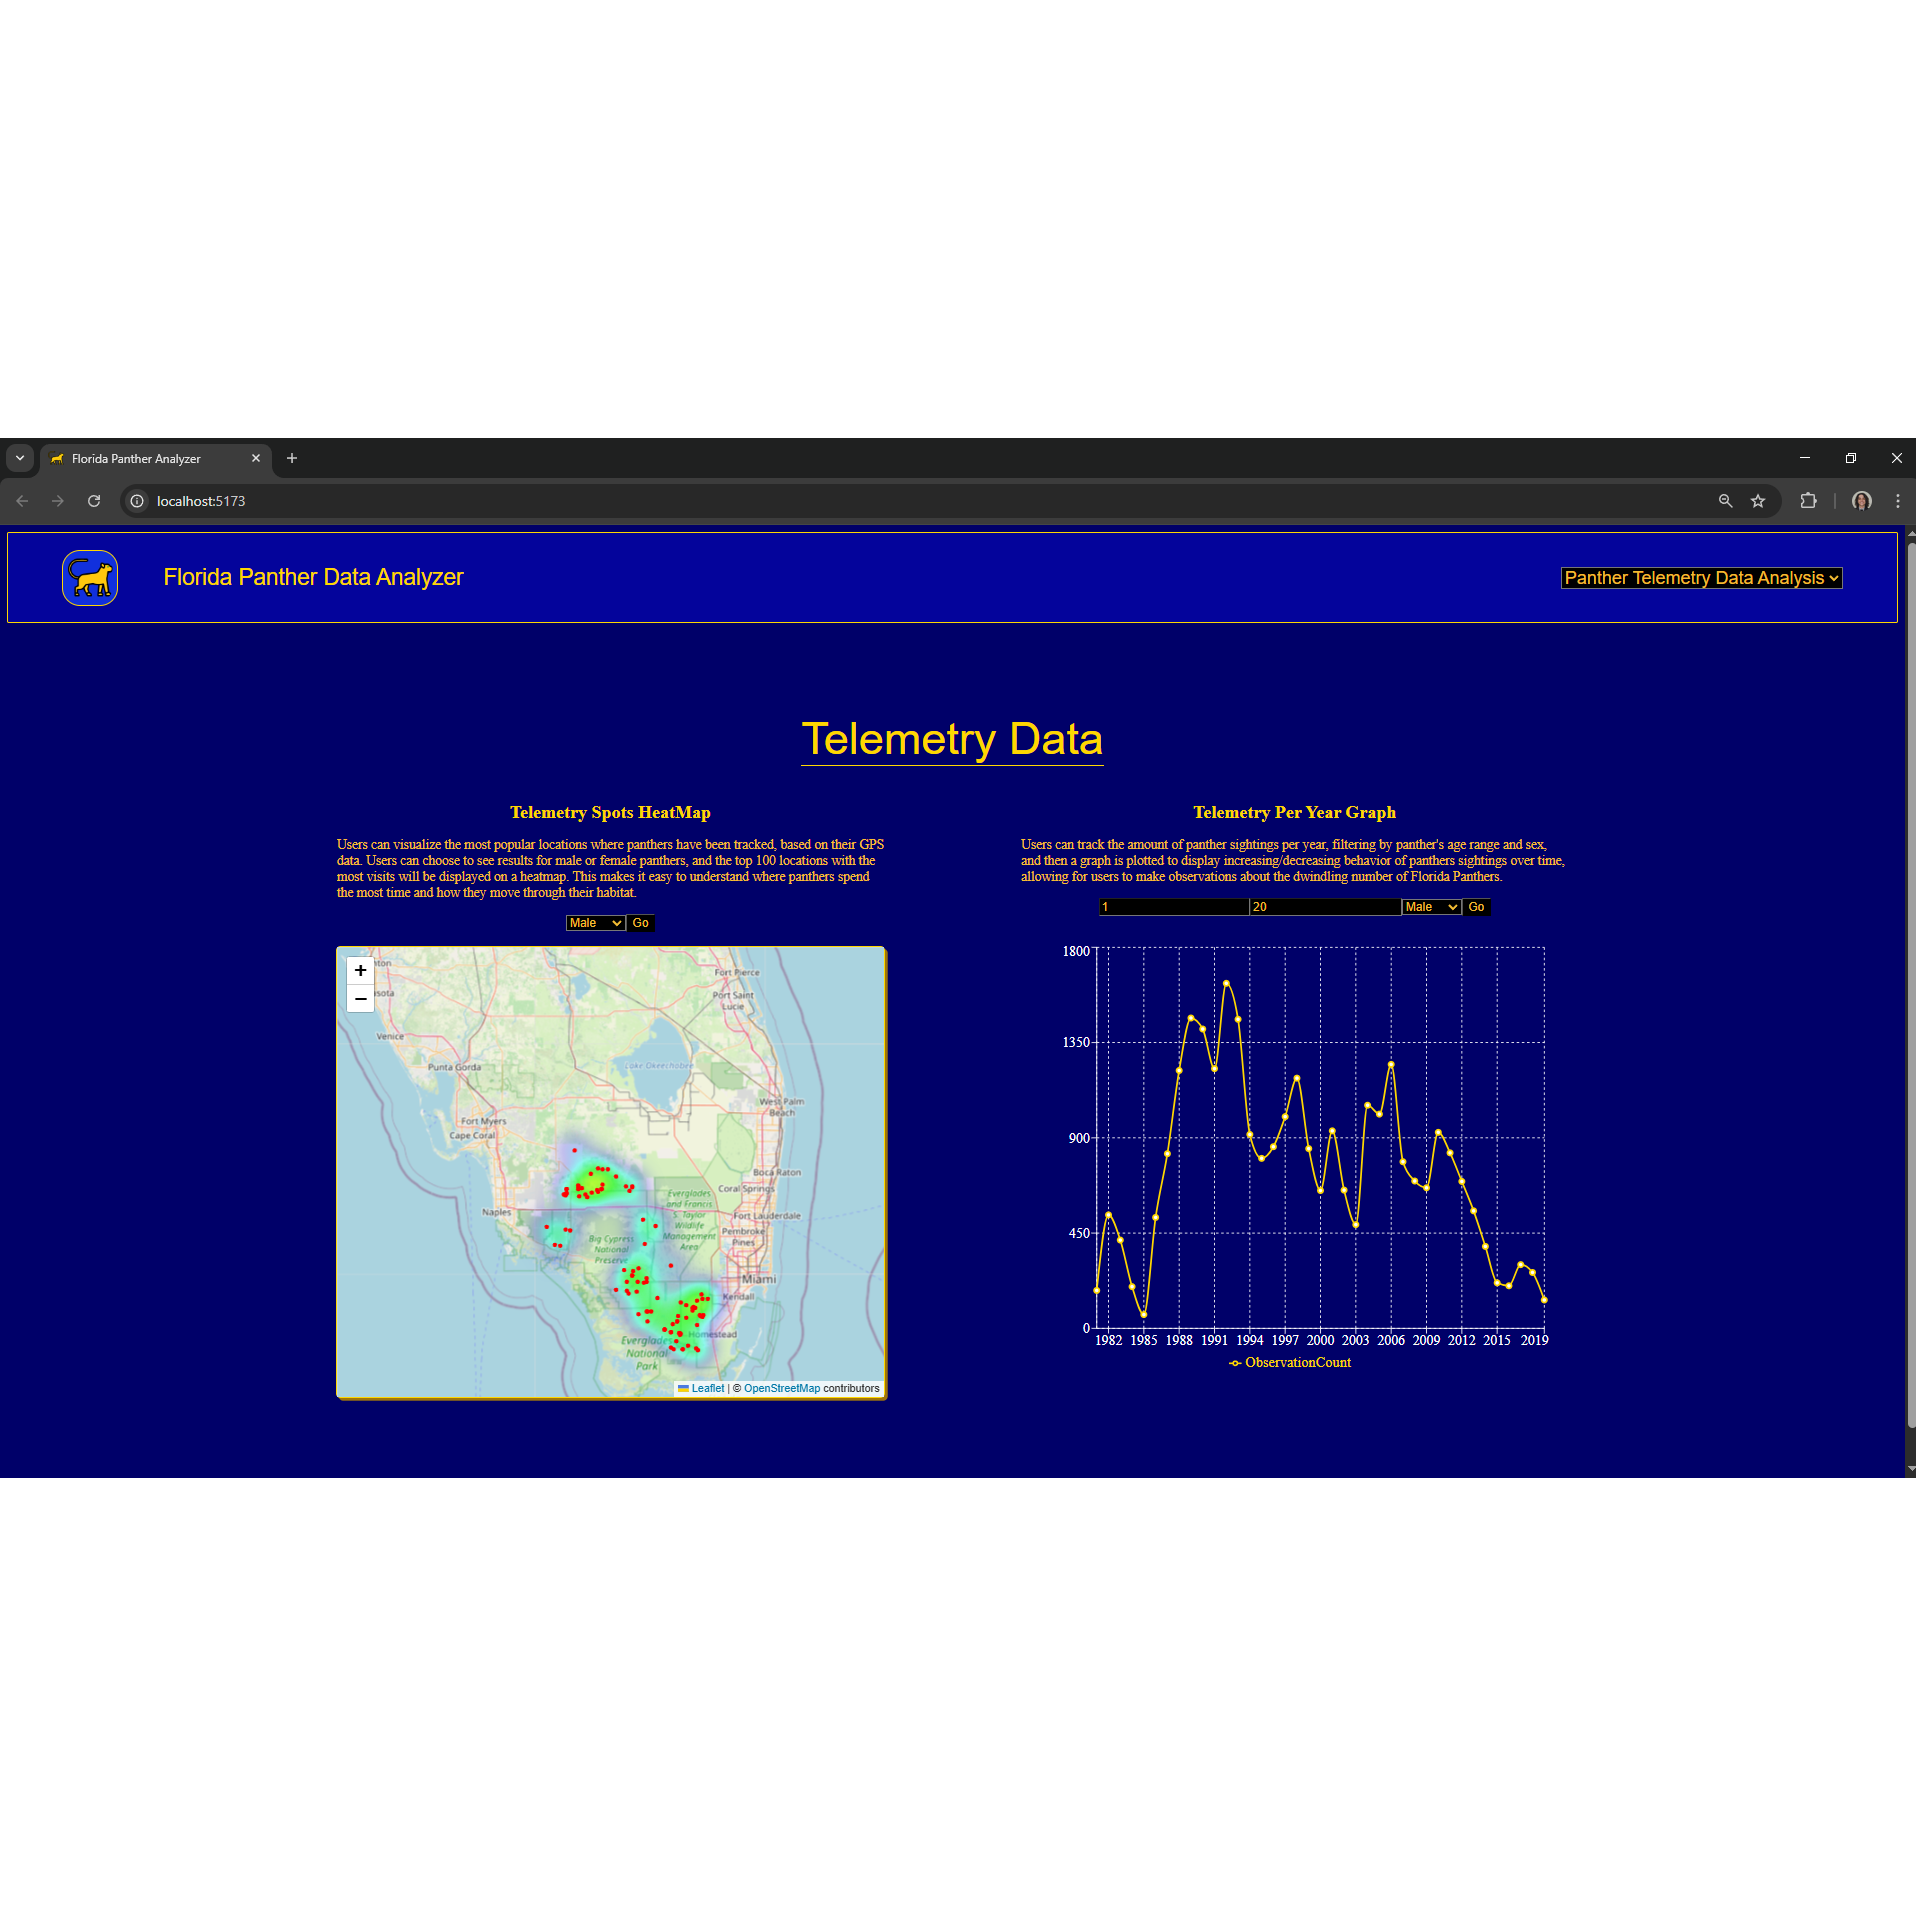 Florida Panther Analyzer
localhost:5173
Florida Panther Data Analyzer
Panther Telemetry Data Analysis
Telemetry Data
Telemetry Spots HeatMap
Users can visualize the most popular locations where panthers have been tracked, based on their GPS
data. Users can choose to see results for male or female panthers, and the top 100 locations with the
most visits will be displayed on a heatmap. This makes it easy to understand where panthers spend
the most time and how they move through their habitat.
Male Go
+
−
Fort Pierce
Port Saint
Lucie
Venice
Punta Gorda
Lake Okeechobee
West Palm
Beach
Fort Myers
Cape Coral
Boca Raton
Coral Springs
Everglades
and Francis
S. Taylor
Wildlife
Management
Area
Naples
Fort Lauderdale
Pembroke
Pines
Big Cypress
National
Preserve
Miami
Kendall
Homestead
Everglades
National
Park
Leaflet | © OpenStreetMap contributors
Telemetry Per Year Graph
Users can track the amount of panther sightings per year, filtering by panther's age range and sex,
and then a graph is plotted to display increasing/decreasing behavior of panthers sightings over time,
allowing for users to make observations about the dwindling number of Florida Panthers.
1 20 Male Go
1800
1350
900
450
0
1982 1985 1988 1991 1994 1997 2000 2003 2006 2009 2012 2015 2019
ObservationCount